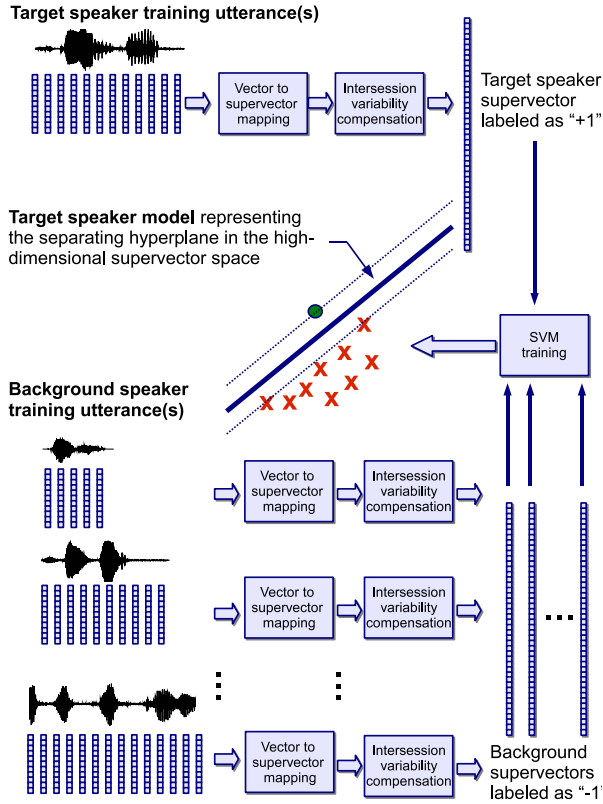 Target speaker training utterance(s)
Vector to
supervector
mapping
Intersession
variability
compensation
Target speaker
supervector
labeled as “+1”
Target speaker model representing
the separating hyperplane in the high-
dimensional supervector space
X
X
X
X
X
X
X
X
X
SVM
training
Background speaker
training utterance(s)
Vector to
supervector
mapping
Intersession
variability
compensation
Vector to
supervector
mapping
Intersession
variability
compensation
Vector to
supervector
mapping
Intersession
variability
compensation
Background
supervectors
labeled as “-1”